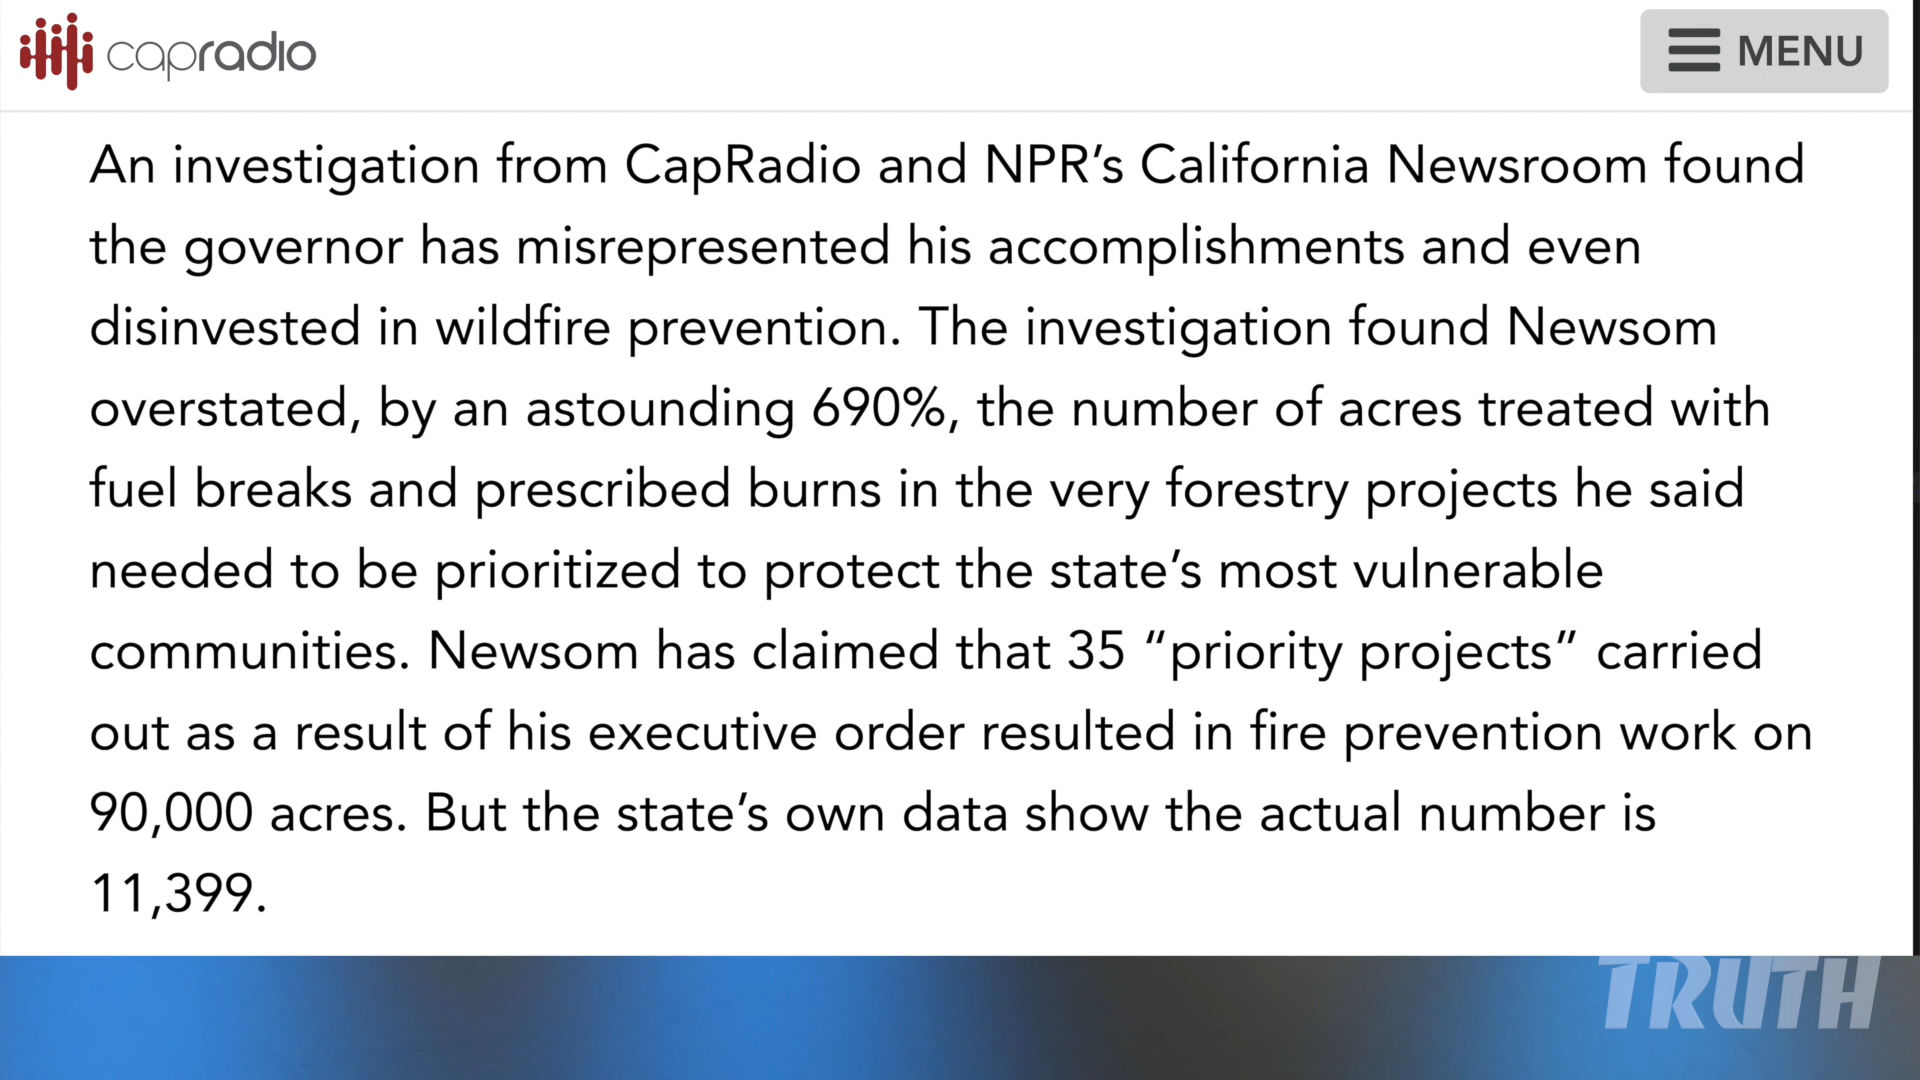 capradio
MENU
An investigation from CapRadio and NPR’s California Newsroom found
the governor has misrepresented his accomplishments and even
disinvested in wildfire prevention. The investigation found Newsom
overstated, by an astounding 690%, the number of acres treated with
fuel breaks and prescribed burns in the very forestry projects he said
needed to be prioritized to protect the state’s most vulnerable
communities. Newsom has claimed that 35 “priority projects” carried
out as a result of his executive order resulted in fire prevention work on
90,000 acres. But the state’s own data show the actual number is
11,399.
TRUTH